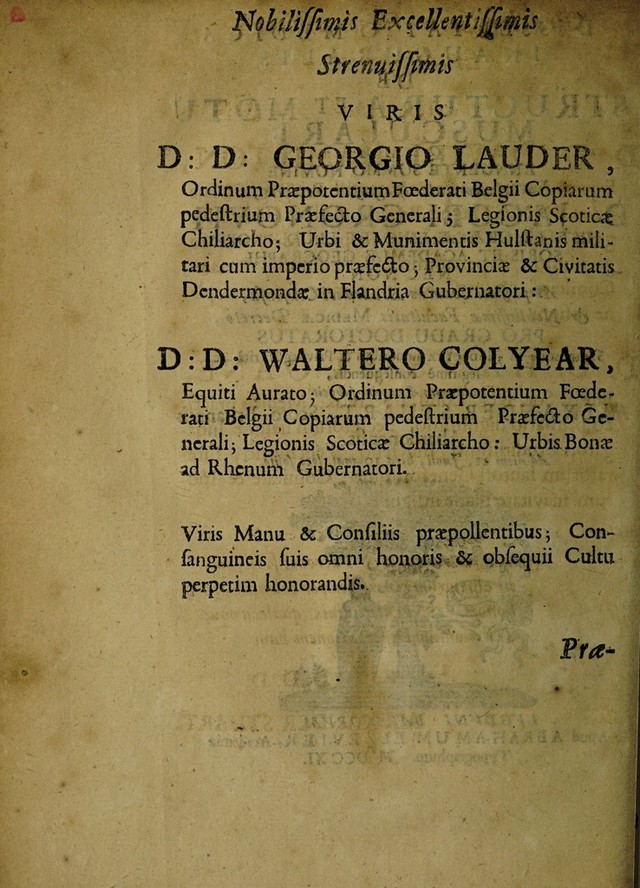 Nobiliſſimis Excellentiſſimis
Strenuiſſimis
VIRIS
D: D: GEORGIO LAUDER,
Ordinum Præpotentium Fœderati Belgii Copiarum
pedeſtrium Præfecto Generali; Legionis Scoticæ
Chiliarcho; Urbi & Munimentis Hulſtanis mili-
tari cum imperio præfecto; Provinciæ & Civitatis
Dendermondæ in Flandria Gubernatori:
D: D: WALTERO COLYEAR,
Equiti Aurato; Ordinum Præpotentium Fœde-
rati Belgii Copiarum pedeſtrium Præfecto Ge-
nerali; Legionis Scoticæ Chiliarcho: Urbis Bonæ
ad Rhenum Gubernatori.
Viris Manu & Conſiliis præpollentibus; Con-
ſanguineis ſuis omni honoris & obſequii Cultu
perpetim honorandis.
Præ-